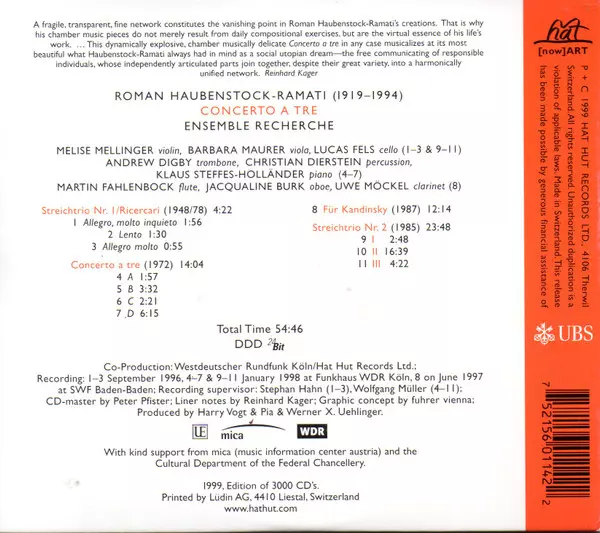 A fragile, transparent, fine network constitutes the vanishing point in Roman Haubenstock-Ramati's creations. That is why
his chamber music pieces do not merely result from daily compositional exercises, but are the virtual essence of his life's
work. ... This dynamically explosive, chamber musically delicate Concerto a tre in any case musicalizes at its most
beautiful what Haubenstock-Ramati always had in mind as a social utopian dream—the free communicating of responsible
individuals, whose independently articulated parts join together, despite their great variety, into a harmonically
unified network. Reinhard Kager
ROMAN HAUBENSTOCK-RAMATI (1919–1994)
CONCERTO A TRE
ENSEMBLE RECHERCHE
MELISE MELLINGER violin, BARBARA MAURER viola, LUCAS FELS cello (1–3 & 9–11)
ANDREW DIGBY trombone, CHRISTIAN DIERSTEIN percussion,
KLAUS STEFFES-HOLLÄNDER piano (4–7)
MARTIN FAHLENBOCK flute, JACQUALINE BURK oboe, UWE MÖCKEL clarinet (8)
Streichtrio Nr. 1/Ricercari (1948/78) 4:22
1 Allegro, molto inquieto 1:56
2 Lento 1:30
3 Allegro molto 0:55
Concerto a tre (1972) 14:04
4 A 1:57
5 B 3:32
6 C 2:21
7 D 6:15
8 Für Kandinsky (1987) 12:14
Streichtrio Nr. 2 (1985) 23:48
9 I 2:48
10 II 16:39
11 III 4:22
Total Time 54:46
DDD 24 Bit
Co-Production: Westdeutscher Rundfunk Köln/Hat Hut Records Ltd.;
Recording: 1–3 September 1996, 4–7 & 9–11 January 1998 at Funkhaus WDR Köln, 8 on June 1997
at SWF Baden-Baden; Recording supervisor: Stephan Hahn (1–3), Wolfgang Müller (4–11);
CD-master by Peter Pfister; Liner notes by Reinhard Kager; Graphic concept by fuhrer vienna;
Produced by Harry Vogt & Pia & Werner X. Uehlinger.
UE mica WDR
With kind support from mica (music information center austria) and the
Cultural Department of the Federal Chancellery.
1999, Edition of 3000 CD's.
Printed by Lüdin AG, 4410 Liestal, Switzerland
www.hathut.com
hat
[now]ART
P + C 1999 HAT HUT RECORDS LTD., 4106 Therwil
Switzerland. All rights reserved. Unauthorized duplication is a
violation of applicable laws. Made in Switzerland. This release
has been made possible by generous financial assistance of
UBS
7 52156 01142 2